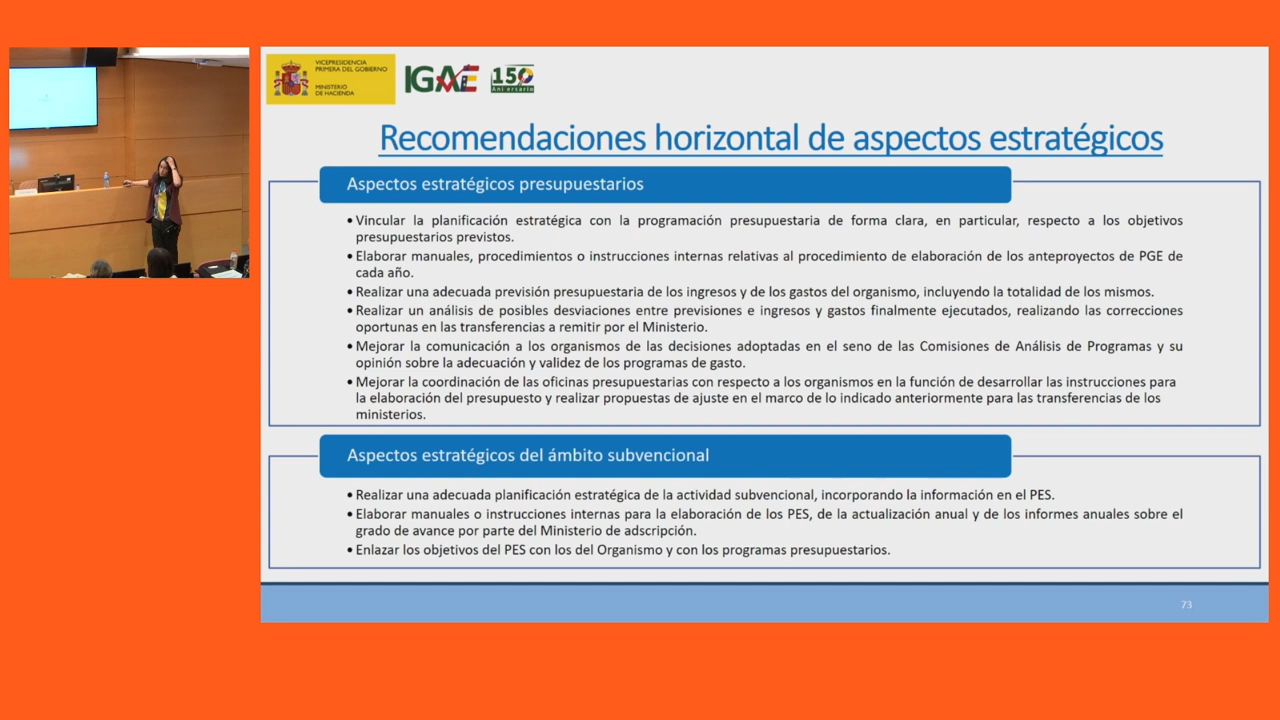 VICEPRESIDENCIA
PRIMERA DEL GOBIERNO
MINISTERIO
DE HACIENDA
IGAE
150
Aniversario
Recomendaciones horizontal de aspectos estratégicos
Aspectos estratégicos presupuestarios
•Vincular la planificación estratégica con la programación presupuestaria de forma clara, en particular, respecto a los objetivos
presupuestarios previstos.
•Elaborar manuales, procedimientos o instrucciones internas relativas al procedimiento de elaboración de los anteproyectos de PGE de
cada año.
•Realizar una adecuada previsión presupuestaria de los ingresos y de los gastos del organismo, incluyendo la totalidad de los mismos.
•Realizar un análisis de posibles desviaciones entre previsiones e ingresos y gastos finalmente ejecutados, realizando las correcciones
oportunas en las transferencias a remitir por el Ministerio.
•Mejorar la comunicación a los organismos de las decisiones adoptadas en el seno de las Comisiones de Análisis de Programas y su
opinión sobre la adecuación y validez de los programas de gasto.
•Mejorar la coordinación de las oficinas presupuestarias con respecto a los organismos en la función de desarrollar las instrucciones para
la elaboración del presupuesto y realizar propuestas de ajuste en el marco de lo indicado anteriormente para las transferencias de los
ministerios.
Aspectos estratégicos del ámbito subvencional
•Realizar una adecuada planificación estratégica de la actividad subvencional, incorporando la información en el PES.
•Elaborar manuales o instrucciones internas para la elaboración de los PES, de la actualización anual y de los informes anuales sobre el
grado de avance por parte del Ministerio de adscripción.
•Enlazar los objetivos del PES con los del Organismo y con los programas presupuestarios.
73